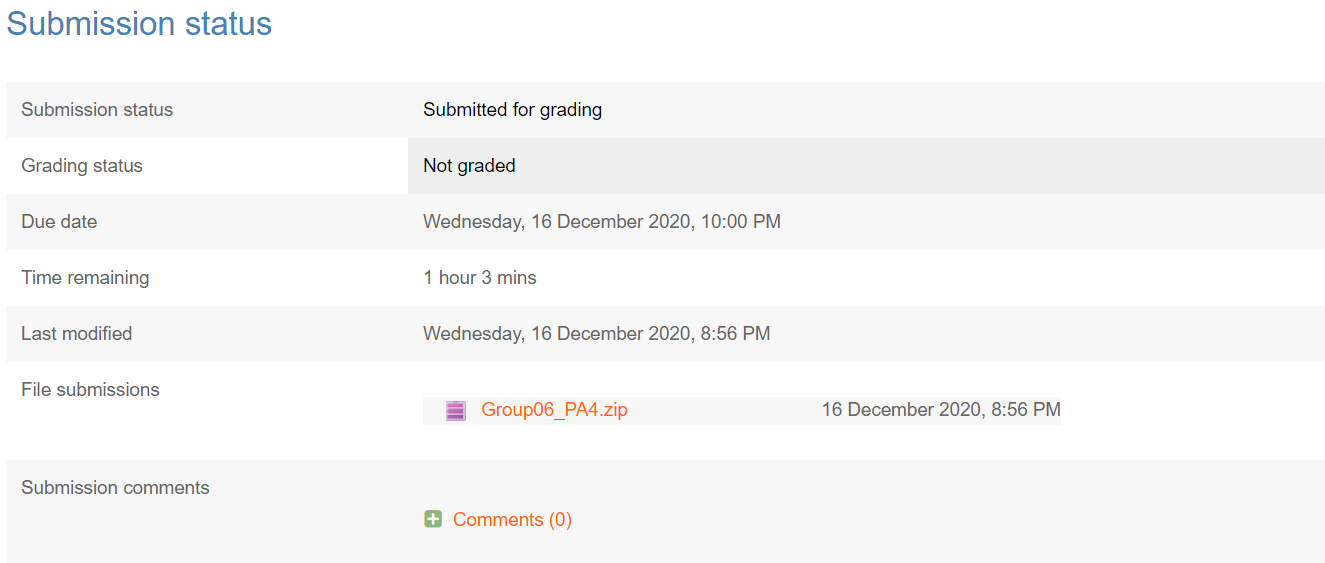 Submission status
Submission status Submitted for grading
Grading status Not graded
Due date Wednesday, 16 December 2020, 10:00 PM
Time remaining 1 hour 3 mins
Last modified Wednesday, 16 December 2020, 8:56 PM
File submissions
Group06_PA4.zip 16 December 2020, 8:56 PM
Submission comments
Comments (0)